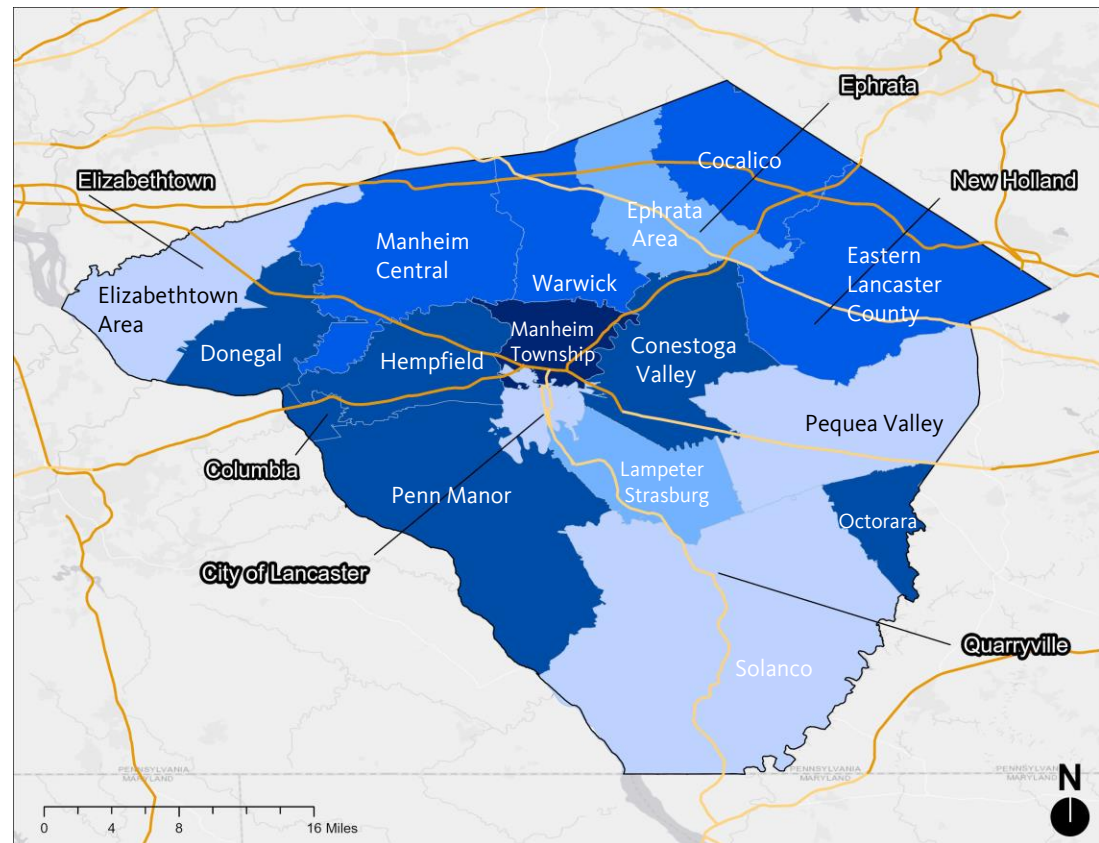 Ephrata
Cocalico
Elizabethtown
New Holland
Ephrata
Area
Manheim
Central
Eastern
Lancaster
County
Warwick
Elizabethtown
Area
Manheim
Township
Donegal
Hempfield
Conestoga
Valley
Pequea Valley
Columbia
Lampeter
Strasburg
Penn Manor
Octorara
City of Lancaster
Quarryville
Solanco
PENNSYLVANIA
MARYLAND
PENNSYLVANIA
MARYLAND
PENNSYLVANIA
MARYLAND
N
0 4 8 16 Miles